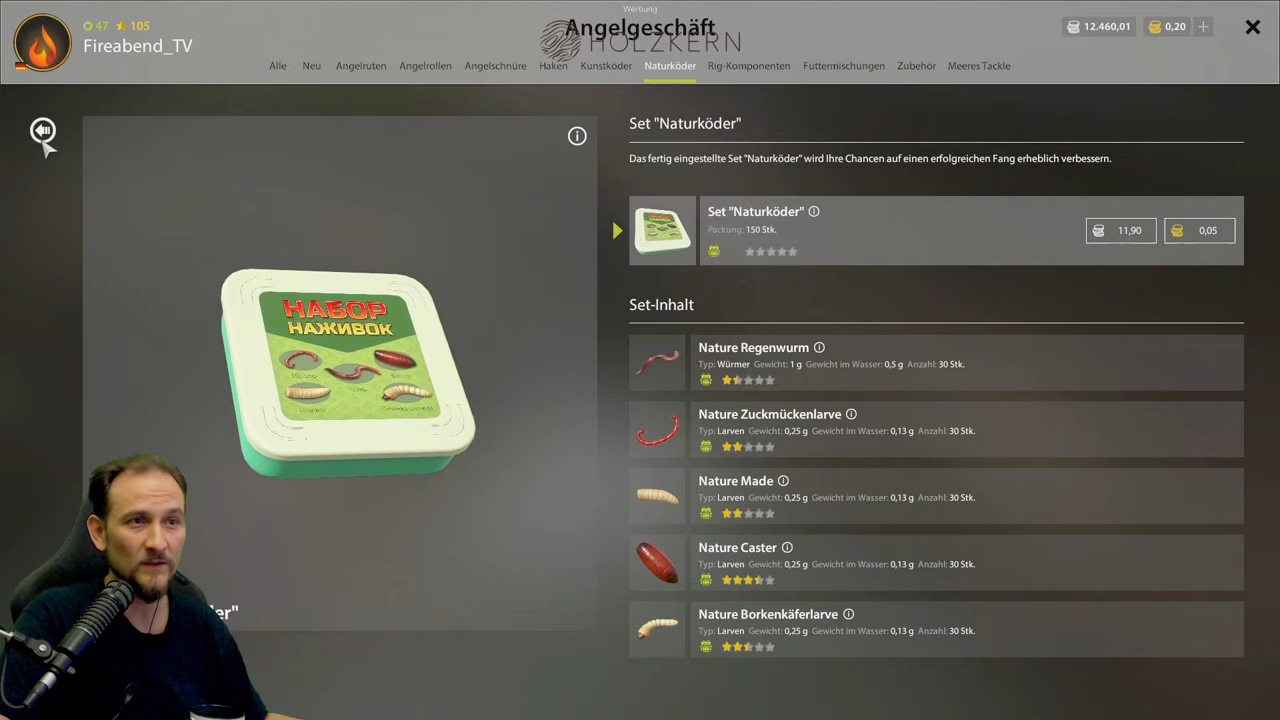 Werbung
Angelgeschäft
HOLZKERN
47 105
Fireabend_TV
12.460,01
0,20
Alle Neu Angelruten Angelrollen Angelschnüre Haken Kunstköder Naturköder Rig-Komponenten Futtermischungen Zubehör Meeres Tackle
Set "Naturköder"
Das fertig eingestellte Set "Naturköder" wird Ihre Chancen auf einen erfolgreichen Fang erheblich verbessern.
Set "Naturköder"
Packung: 150 Stk.
11,90
0,05
НАБОР
НАЖИВОК
Set-Inhalt
Nature Regenwurm
Typ: Würmer Gewicht: 1 g Gewicht im Wasser: 0,5 g Anzahl: 30 Stk.
Nature Zuckmückenlarve
Typ: Larven Gewicht: 0,25 g Gewicht im Wasser: 0,13 g Anzahl: 30 Stk.
Nature Made
Typ: Larven Gewicht: 0,25 g Gewicht im Wasser: 0,13 g Anzahl: 30 Stk.
Nature Caster
Typ: Larven Gewicht: 0,25 g Gewicht im Wasser: 0,13 g Anzahl: 30 Stk.
Nature Borkenkäferlarve
Typ: Larven Gewicht: 0,25 g Gewicht im Wasser: 0,13 g Anzahl: 30 Stk.